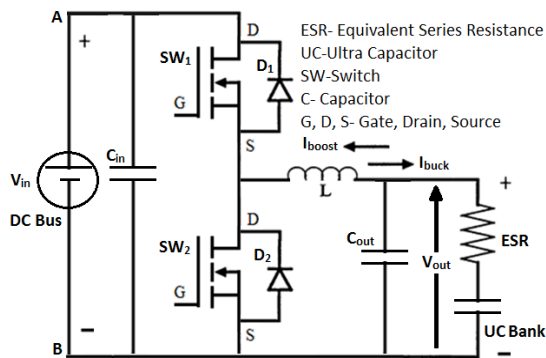 A
+
D
SW1
D1
G
S
ESR- Equivalent Series Resistance
UC-Ultra Capacitor
SW-Switch
C- Capacitor
G, D, S- Gate, Drain, Source
Iboost
Ibuck
Vin
DC Bus
Cin
L
+
D
SW2
D2
G
S
Cout
Vout
ESR
UC Bank
B
–
–